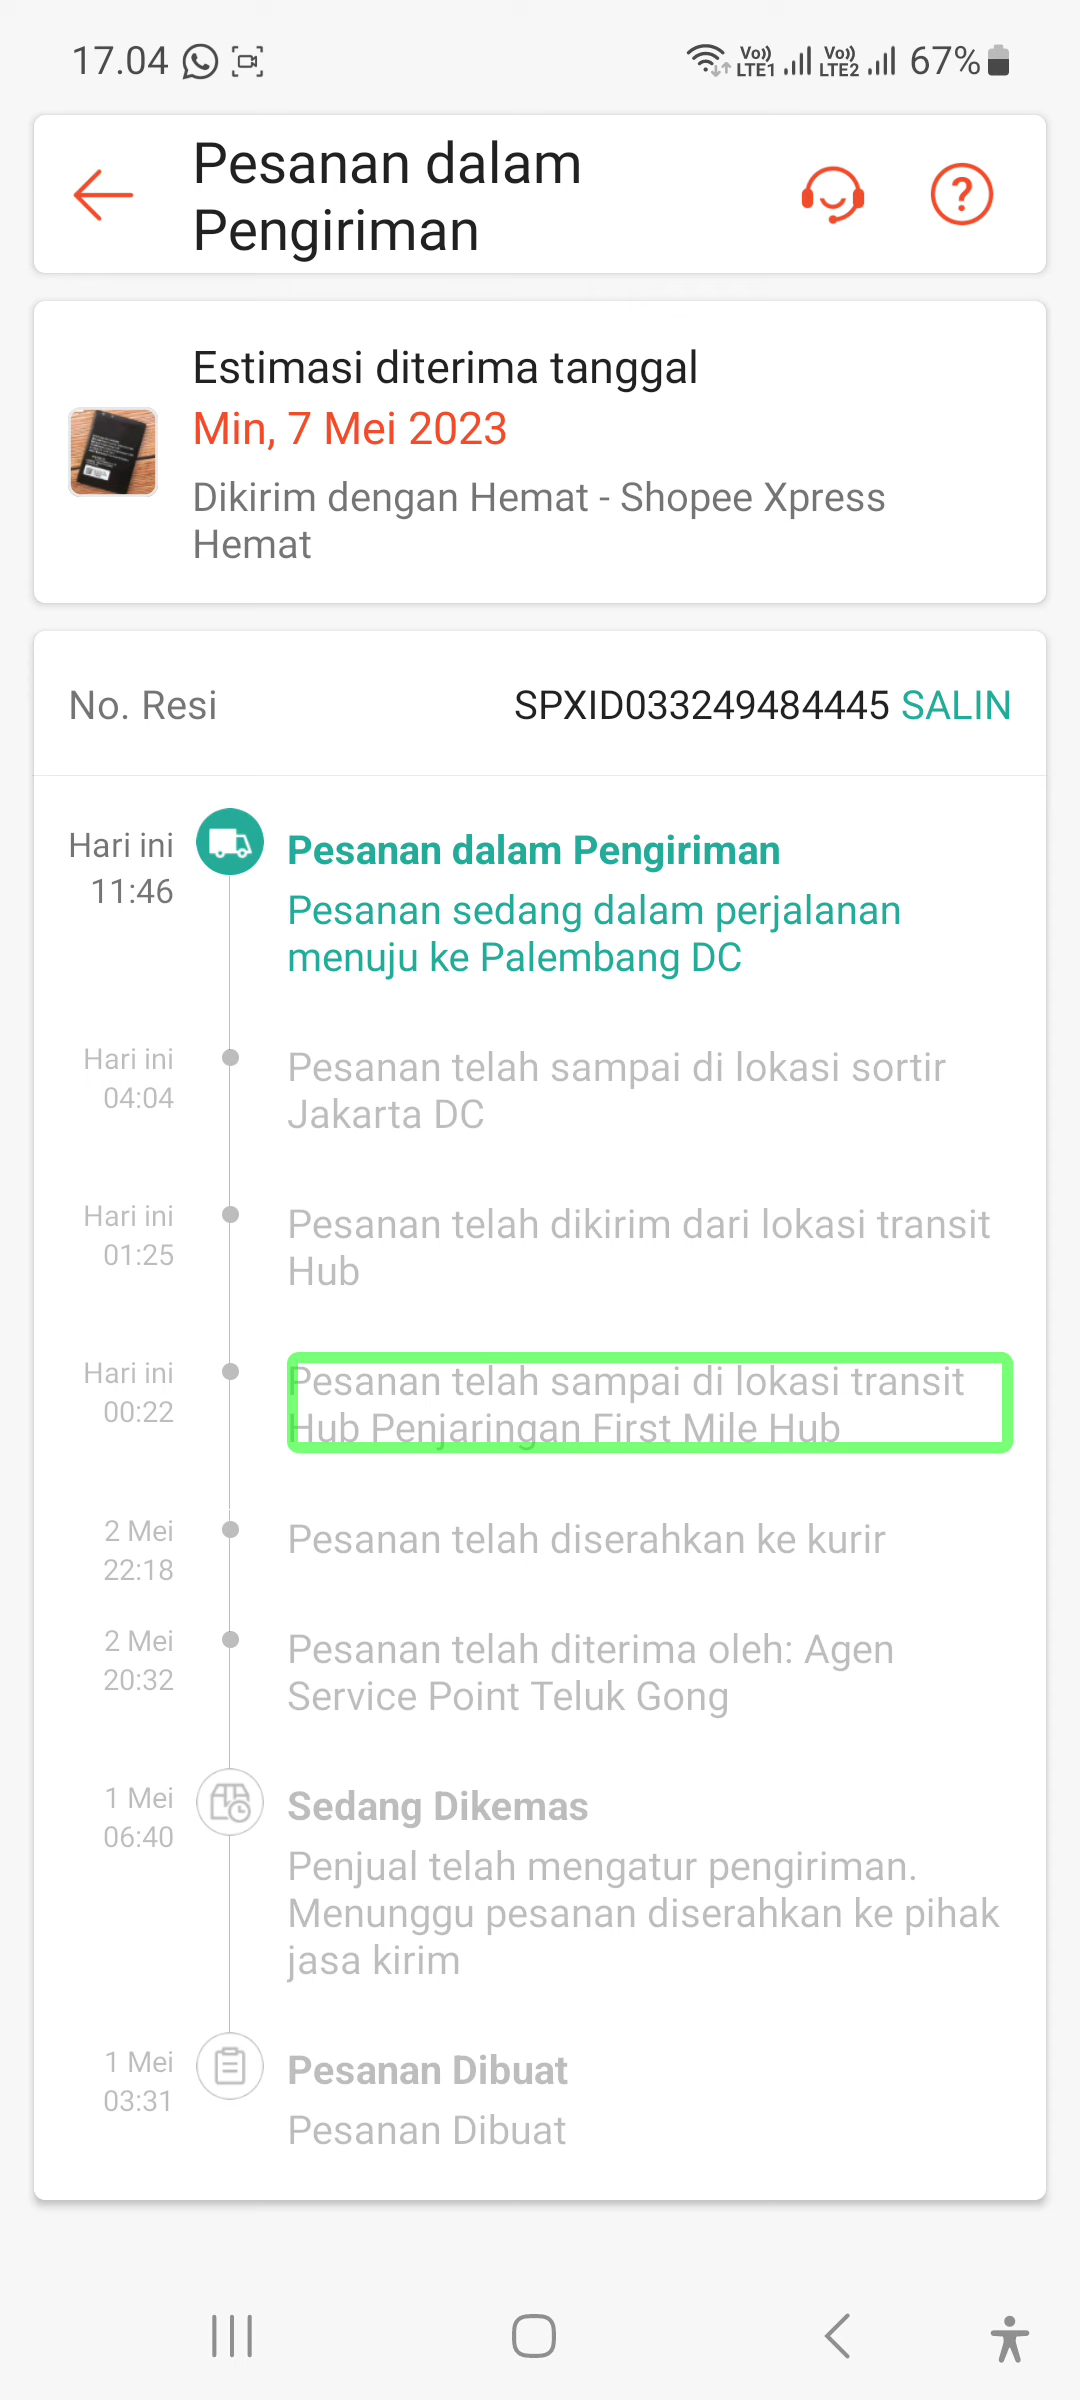 17.04
Vo)) LTE1 Vo)) LTE2 67%
Pesanan dalam
Pengiriman
?
Estimasi diterima tanggal
Min, 7 Mei 2023
Dikirim dengan Hemat - Shopee Xpress
Hemat
No. Resi SPXID033249484445 SALIN
Hari ini
11:46
Pesanan dalam Pengiriman
Pesanan sedang dalam perjalanan
menuju ke Palembang DC
Hari ini
04:04
Pesanan telah sampai di lokasi sortir
Jakarta DC
Hari ini
01:25
Pesanan telah dikirim dari lokasi transit
Hub
Hari ini
00:22
Pesanan telah sampai di lokasi transit
Hub Penjaringan First Mile Hub
2 Mei
22:18
Pesanan telah diserahkan ke kurir
2 Mei
20:32
Pesanan telah diterima oleh: Agen
Service Point Teluk Gong
1 Mei
06:40
Sedang Dikemas
Penjual telah mengatur pengiriman.
Menunggu pesanan diserahkan ke pihak
jasa kirim
1 Mei
03:31
Pesanan Dibuat
Pesanan Dibuat